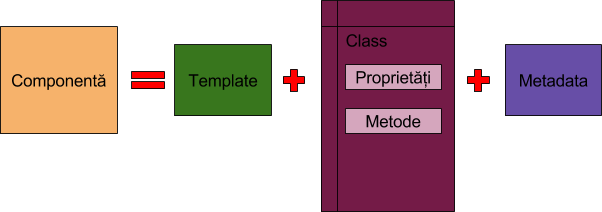 Componentă
Template
Class
Proprietăți
Metode
Metadata